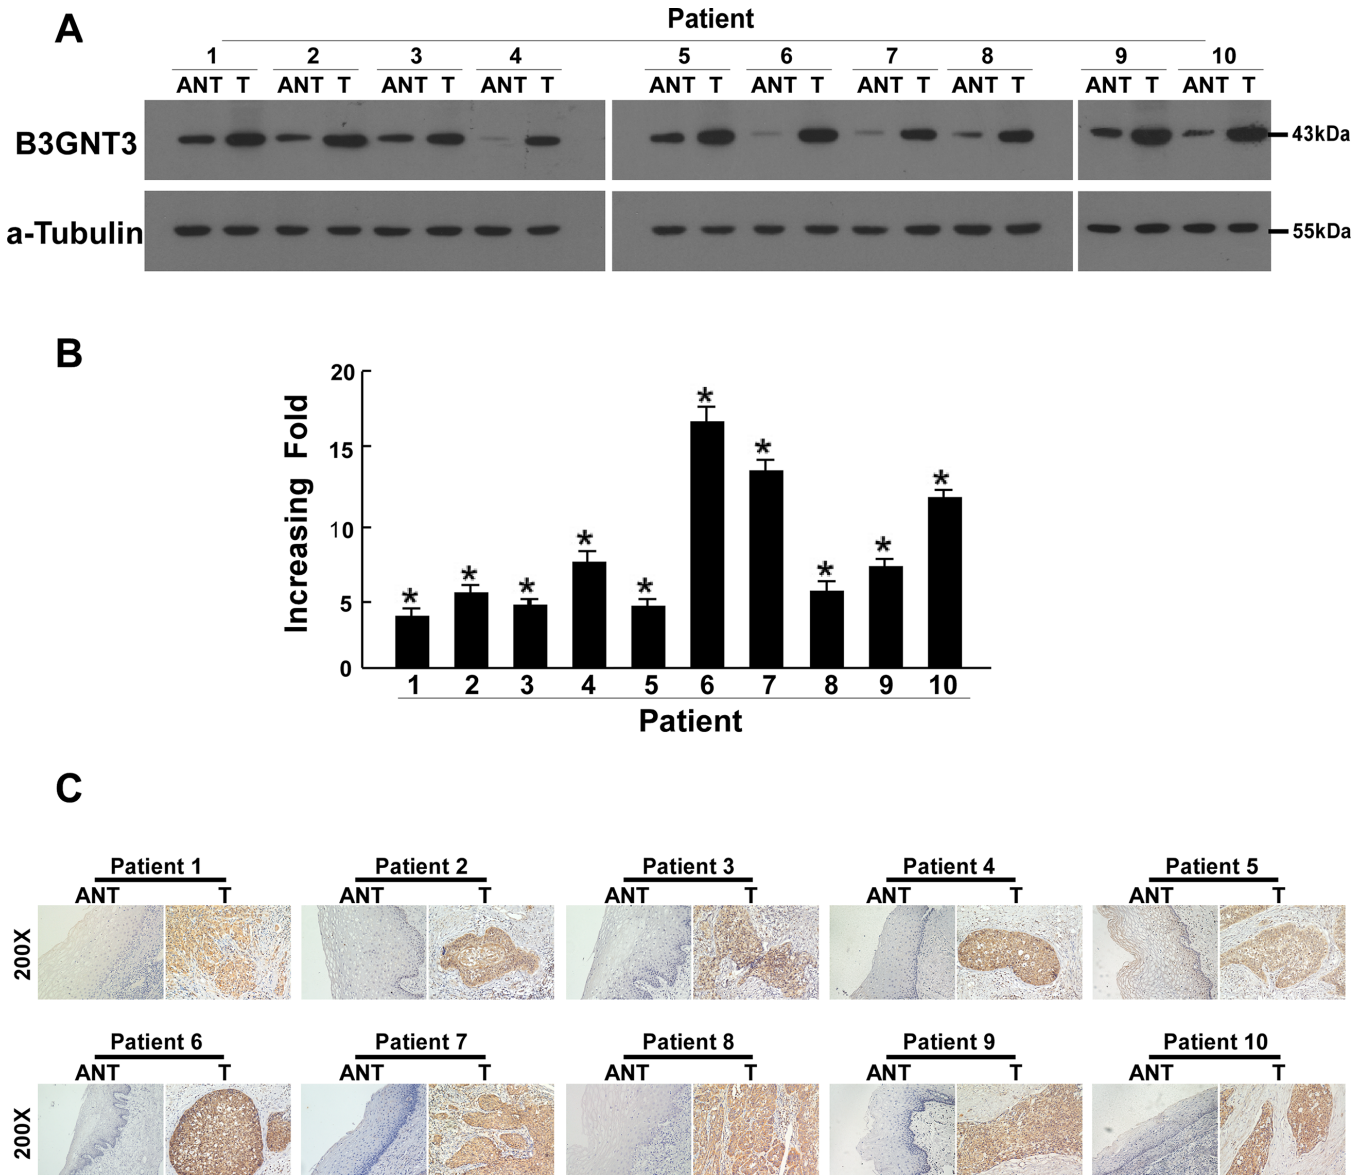 A
Patient
1 2 3 4 5 6 7 8 9 10
ANT T ANT T ANT T ANT T ANT T ANT T ANT T ANT T ANT T ANT T
B3GNT3
43kDa
a-Tubulin
55kDa
B
Increasing Fold
20
15
10
5
0
* * * * * * * * * *
1 2 3 4 5 6 7 8 9 10
Patient
C
Patient 1 Patient 2 Patient 3 Patient 4 Patient 5
ANT T ANT T ANT T ANT T ANT T
200X
Patient 6 Patient 7 Patient 8 Patient 9 Patient 10
ANT T ANT T ANT T ANT T ANT T
200X